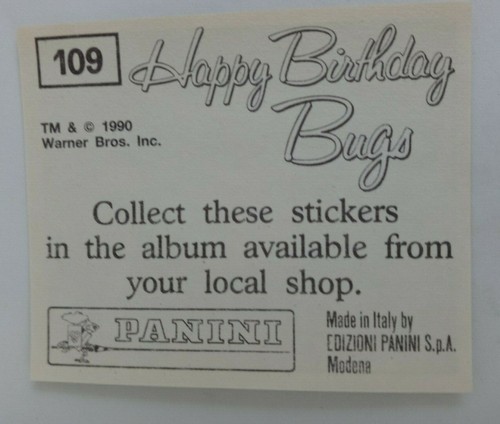 109
Happy Birthday
Bugs
TM & © 1990
Warner Bros. Inc.
Collect these stickers
in the album available from
your local shop.
PANINI
Made in Italy by
EDIZIONI PANINI S.p.A.
Modena